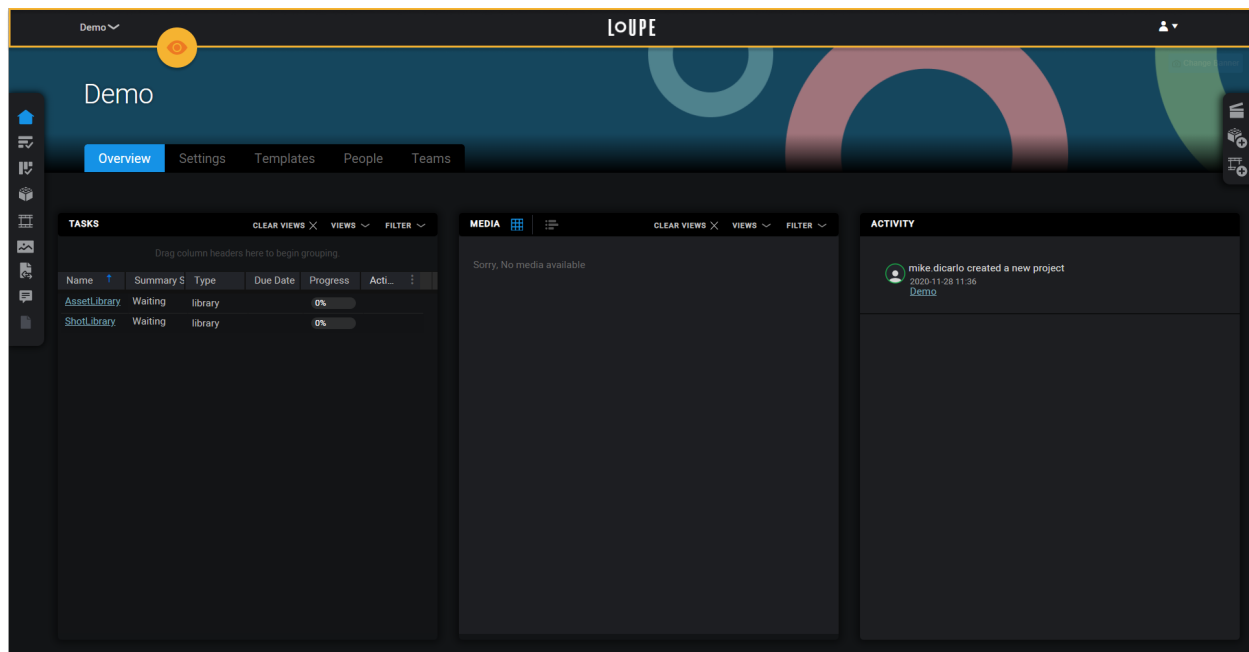 Demo
LOUPE
Change Banner
Demo
Overview Settings Templates People Teams
TASKS CLEAR VIEWS VIEWS FILTER
Drag column headers here to begin grouping.
Name Summary S Type Due Date Progress Acti...
AssetLibrary Waiting library 0%
ShotLibrary Waiting library 0%
MEDIA CLEAR VIEWS VIEWS FILTER
Sorry, No media available
ACTIVITY
mike.dicarlo created a new project
2020-11-28 11:36
Demo